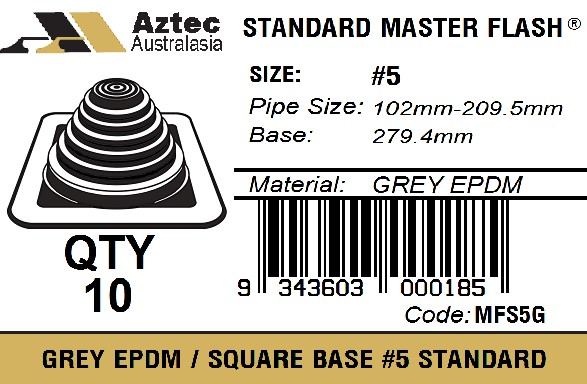 Aztec
Australasia
STANDARD MASTER FLASH®
SIZE: #5
Pipe Size: 102mm-209.5mm
Base: 279.4mm
Material: GREY EPDM
QTY
10
9 343603 000185
Code: MFS5G
GREY EPDM / SQUARE BASE #5 STANDARD